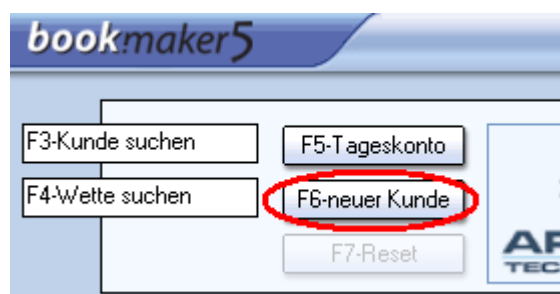 bookmaker5
F3-Kunde suchen
F5-Tageskonto
F4-Wette suchen
F6-neuer Kunde
F7-Reset